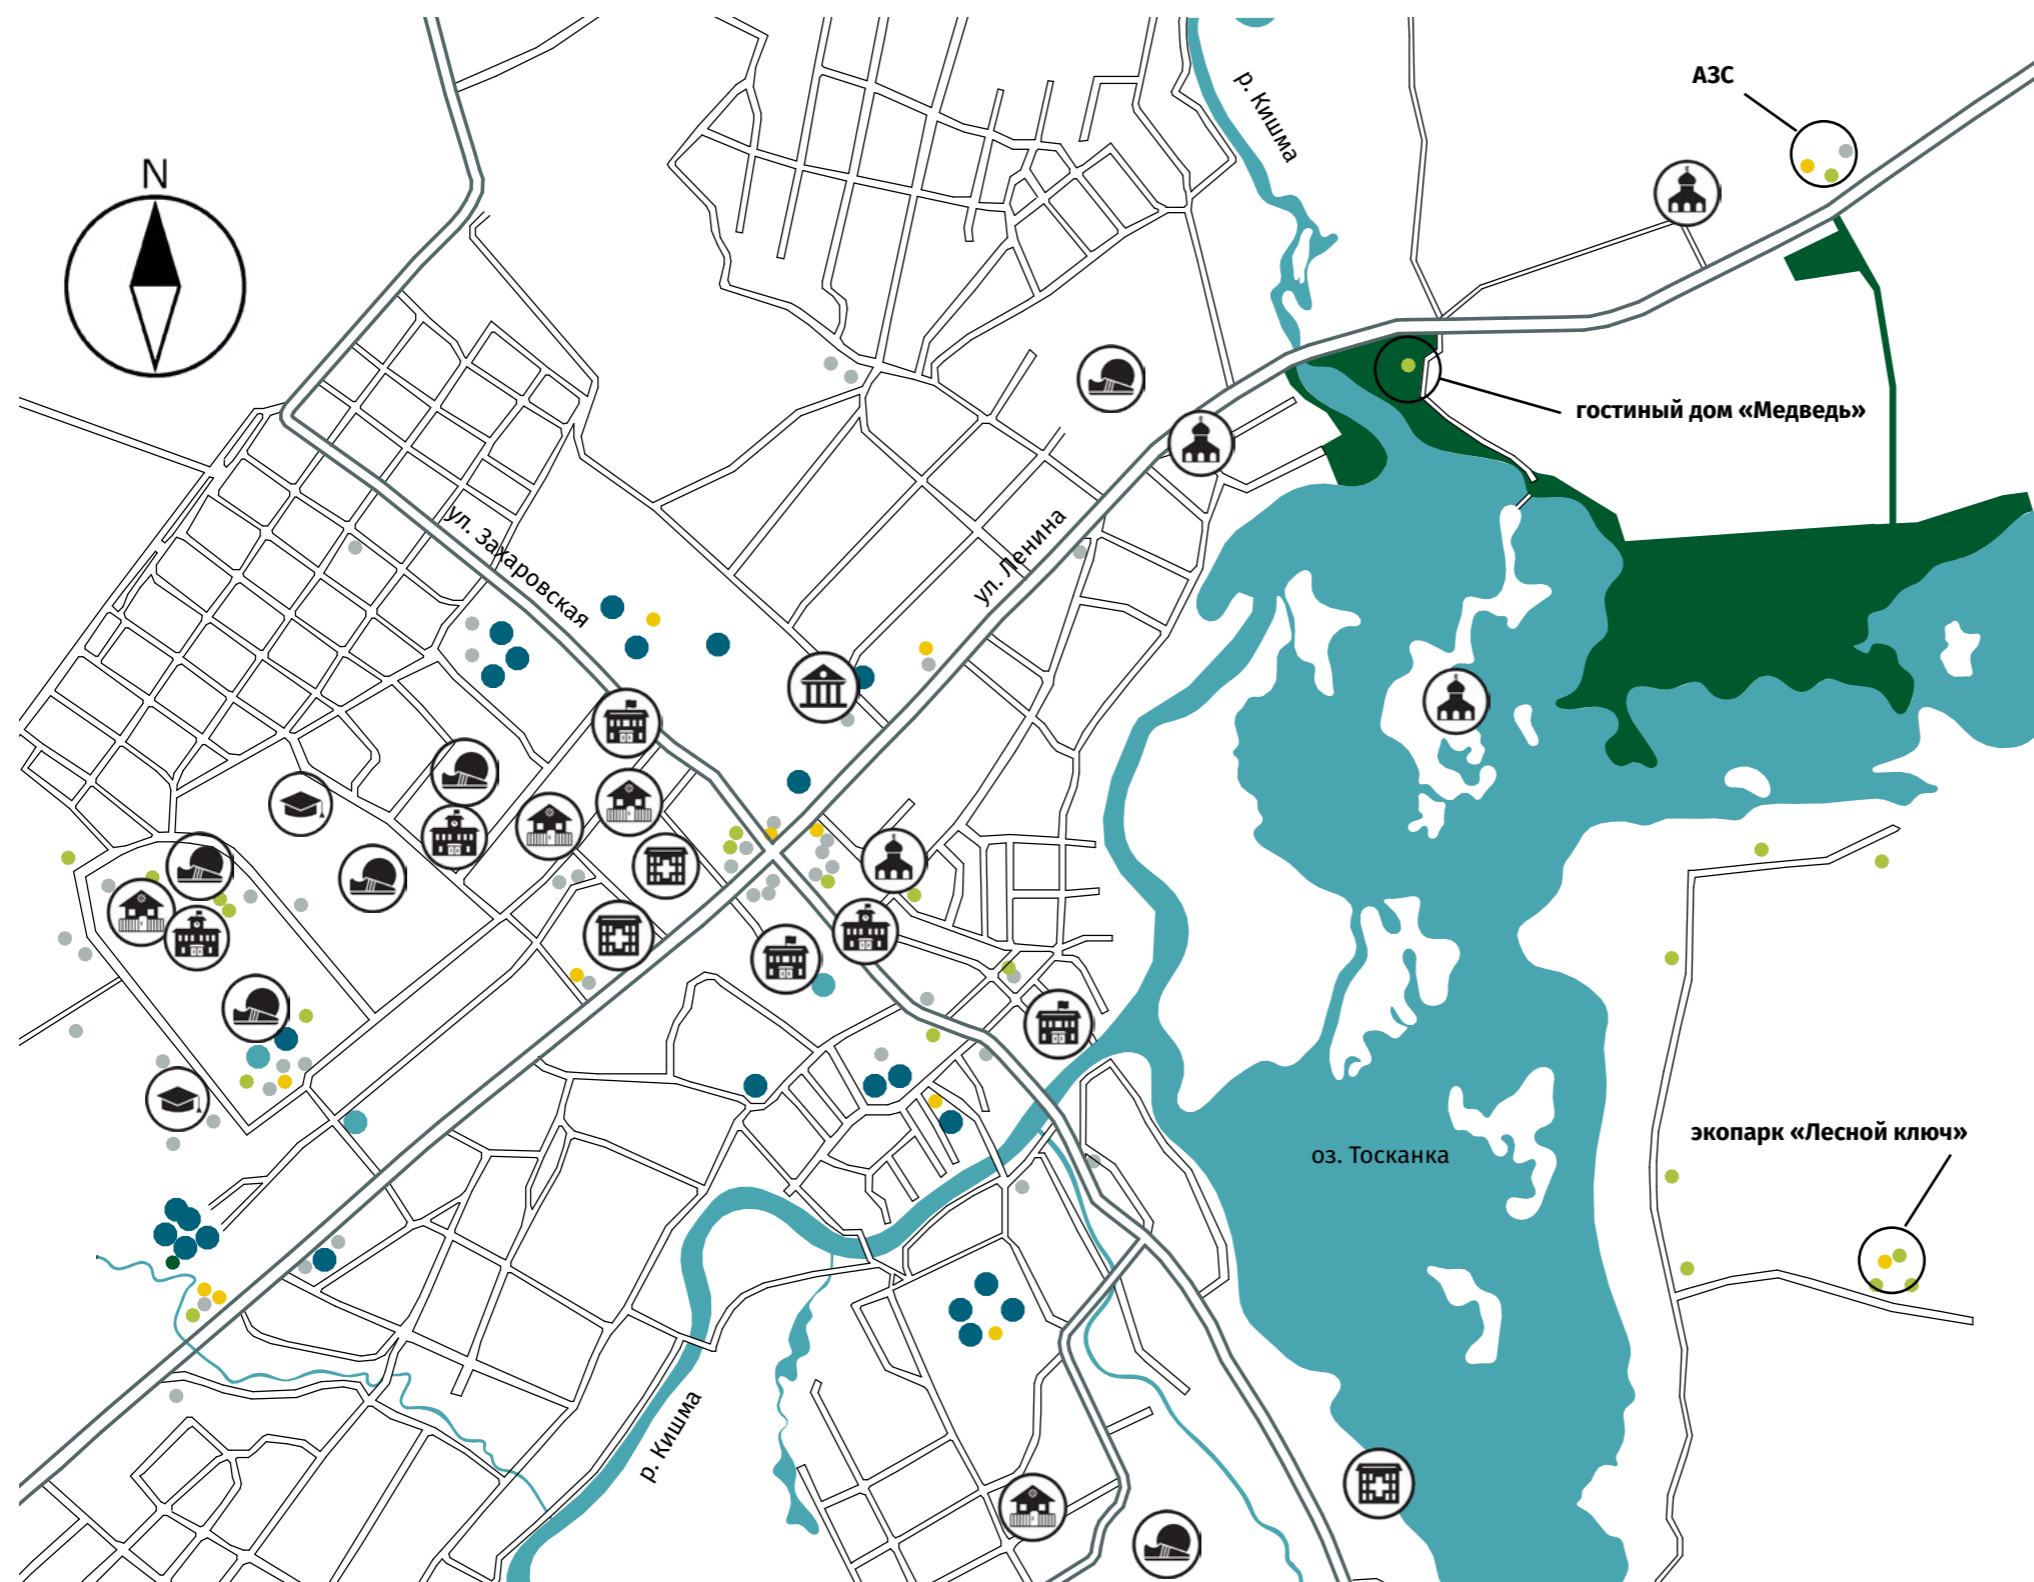 АЗС
р. Кишма
N
гостиный дом «Медведь»
ул. Захаровская
ул. Ленина
экопарк «Лесной ключ»
оз. Тосканка
р. Кишма